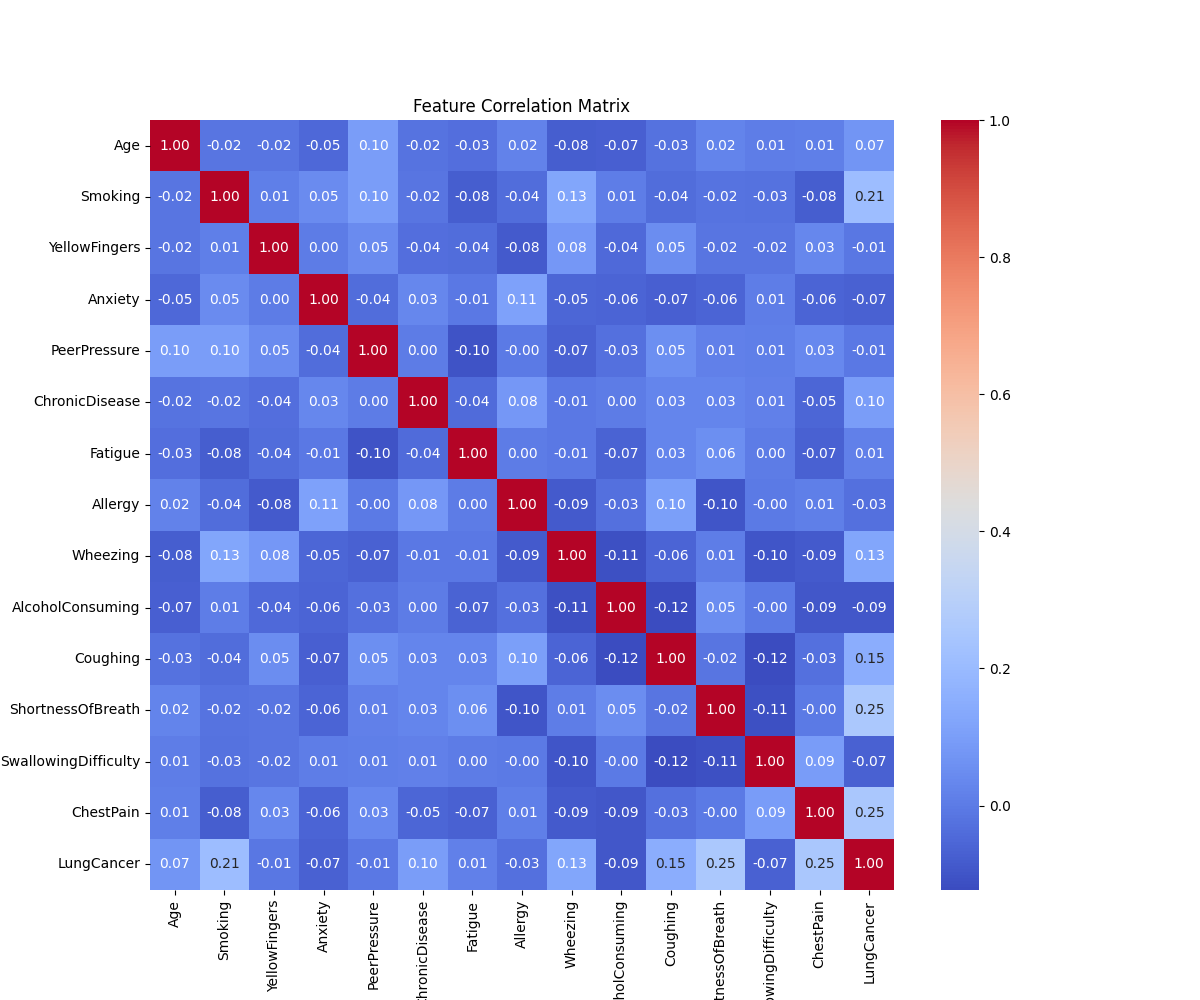 Feature Correlation Matrix
Age 1.00 -0.02 -0.02 -0.05 0.10 -0.02 -0.03 0.02 -0.08 -0.07 -0.03 0.02 0.01 0.01 0.07
Smoking -0.02 1.00 0.01 0.05 0.10 -0.02 -0.08 -0.04 0.13 0.01 -0.04 -0.02 -0.03 -0.08 0.21
YellowFingers -0.02 0.01 1.00 0.00 0.05 -0.04 -0.04 -0.08 0.08 -0.04 0.05 -0.02 -0.02 0.03 -0.01
Anxiety -0.05 0.05 0.00 1.00 -0.04 0.03 -0.01 0.11 -0.05 -0.06 -0.07 -0.06 0.01 -0.06 -0.07
PeerPressure 0.10 0.10 0.05 -0.04 1.00 0.00 -0.10 -0.00 -0.07 -0.03 0.05 0.01 0.01 0.03 -0.01
ChronicDisease -0.02 -0.02 -0.04 0.03 0.00 1.00 -0.04 0.08 -0.01 0.00 0.03 0.03 0.01 -0.05 0.10
Fatigue -0.03 -0.08 -0.04 -0.01 -0.10 -0.04 1.00 0.00 -0.01 -0.07 0.03 0.06 0.00 -0.07 0.01
Allergy 0.02 -0.04 -0.08 0.11 -0.00 0.08 0.00 1.00 -0.09 -0.03 0.10 -0.10 -0.00 0.01 -0.03
Wheezing -0.08 0.13 0.08 -0.05 -0.07 -0.01 -0.01 -0.09 1.00 -0.11 -0.06 0.01 -0.10 -0.09 0.13
AlcoholConsuming -0.07 0.01 -0.04 -0.06 -0.03 0.00 -0.07 -0.03 -0.11 1.00 -0.12 0.05 -0.00 -0.09 -0.09
Coughing -0.03 -0.04 0.05 -0.07 0.05 0.03 0.03 0.10 -0.06 -0.12 1.00 -0.02 -0.12 -0.03 0.15
ShortnessOfBreath 0.02 -0.02 -0.02 -0.06 0.01 0.03 0.06 -0.10 0.01 0.05 -0.02 1.00 -0.11 -0.00 0.25
SwallowingDifficulty 0.01 -0.03 -0.02 0.01 0.01 0.01 0.00 -0.00 -0.10 -0.00 -0.12 -0.11 1.00 0.09 -0.07
ChestPain 0.01 -0.08 0.03 -0.06 0.03 -0.05 -0.07 0.01 -0.09 -0.09 -0.03 -0.00 0.09 1.00 0.25
LungCancer 0.07 0.21 -0.01 -0.07 -0.01 0.10 0.01 -0.03 0.13 -0.09 0.15 0.25 -0.07 0.25 1.00
Age
Smoking
YellowFingers
Anxiety
PeerPressure
hronicDisease
Fatigue
Allergy
Wheezing
holConsuming
Coughing
tnessOfBreath
owingDifficulty
ChestPain
LungCancer
1.0
0.8
0.6
0.4
0.2
0.0